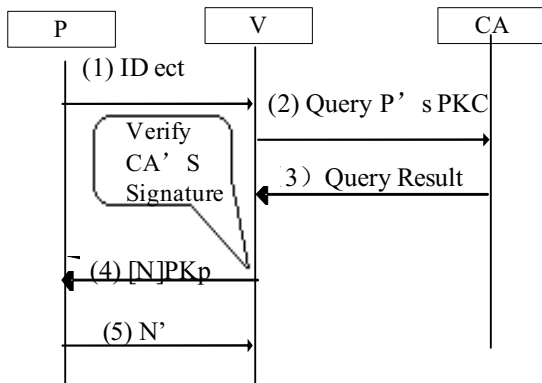 P V CA
(1) ID ect
(2) Query P’s PKC
Verify
CA’S
Signature
3) Query Result
(4) [N]PKp
(5) N’